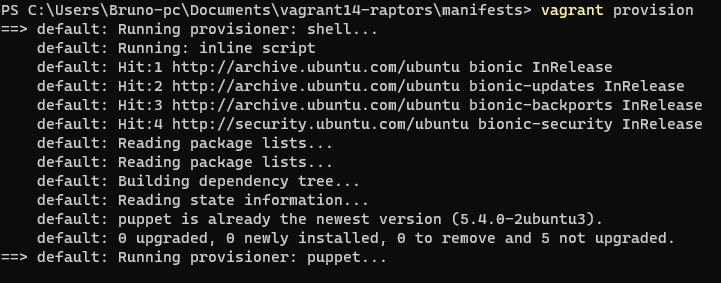 PS C:\Users\Bruno-pc\Documents\vagrant14-raptors\manifests> vagrant provision
==> default: Running provisioner: shell...
    default: Running: inline script
    default: Hit:1 http://archive.ubuntu.com/ubuntu bionic InRelease
    default: Hit:2 http://archive.ubuntu.com/ubuntu bionic-updates InRelease
    default: Hit:3 http://archive.ubuntu.com/ubuntu bionic-backports InRelease
    default: Hit:4 http://security.ubuntu.com/ubuntu bionic-security InRelease
    default: Reading package lists...
    default: Reading package lists...
    default: Building dependency tree...
    default: Reading state information...
    default: puppet is already the newest version (5.4.0-2ubuntu3).
    default: 0 upgraded, 0 newly installed, 0 to remove and 5 not upgraded.
==> default: Running provisioner: puppet...